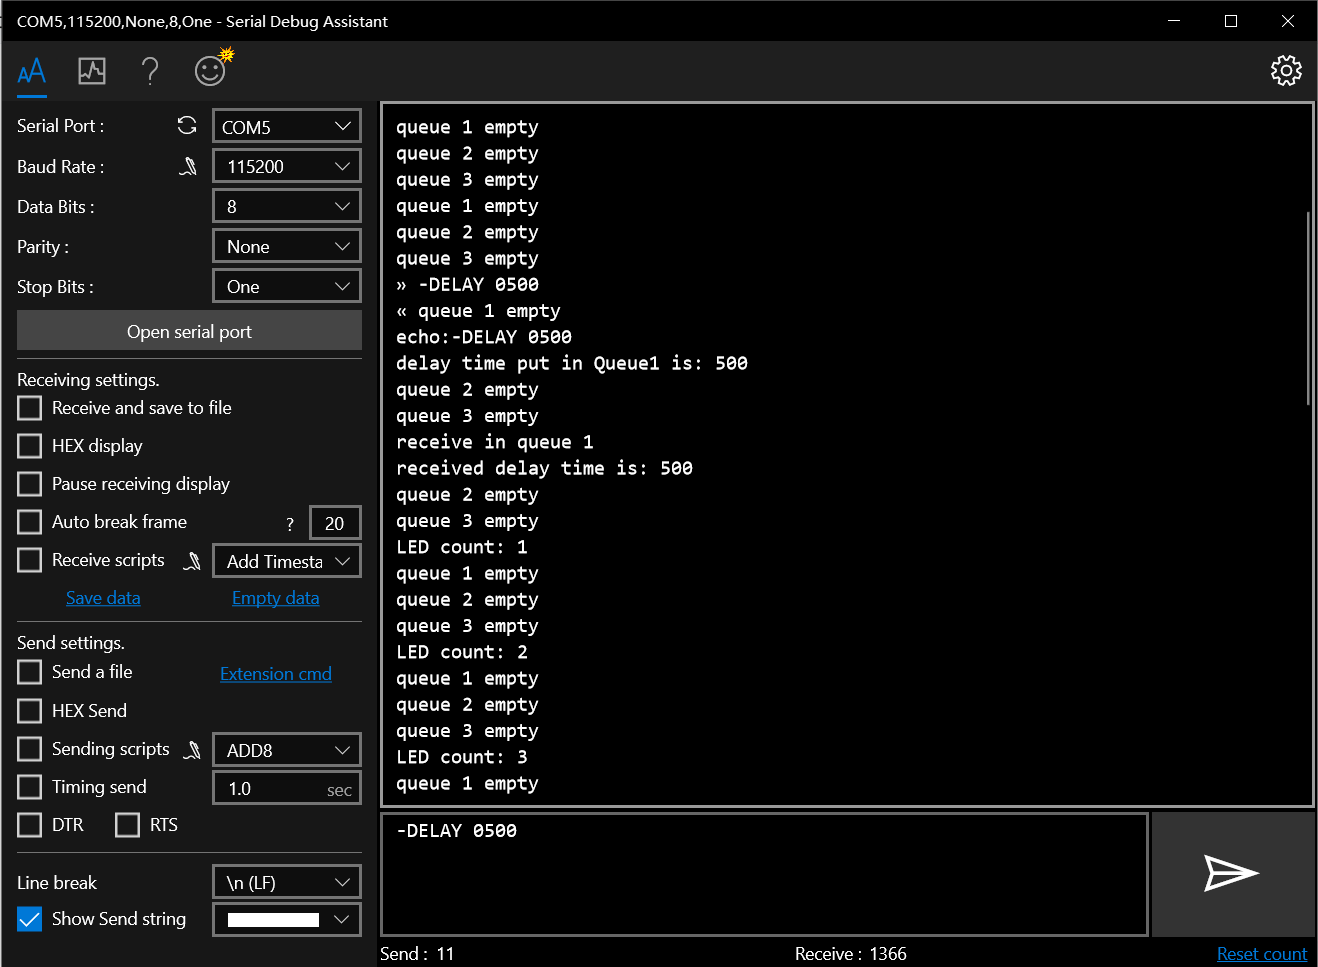 COM5,115200,None,8,One - Serial Debug Assistant
AA
?
Serial Port :
COM5
Baud Rate :
115200
Data Bits :
8
Parity :
None
Stop Bits :
One
Open serial port
Receiving settings.
Receive and save to file
HEX display
Pause receiving display
Auto break frame
?
20
Receive scripts
Add Timesta
Save data
Empty data
Send settings.
Send a file
Extension cmd
HEX Send
Sending scripts
ADD8
Timing send
1.0
sec
DTR
RTS
Line break
\n (LF)
Show Send string
queue 1 empty
queue 2 empty
queue 3 empty
queue 1 empty
queue 2 empty
queue 3 empty
» -DELAY 0500
« queue 1 empty
echo:-DELAY 0500
delay time put in Queue1 is: 500
queue 2 empty
queue 3 empty
receive in queue 1
received delay time is: 500
queue 2 empty
queue 3 empty
LED count: 1
queue 1 empty
queue 2 empty
queue 3 empty
LED count: 2
queue 1 empty
queue 2 empty
queue 3 empty
LED count: 3
queue 1 empty
-DELAY 0500
Send : 11
Receive : 1366
Reset count